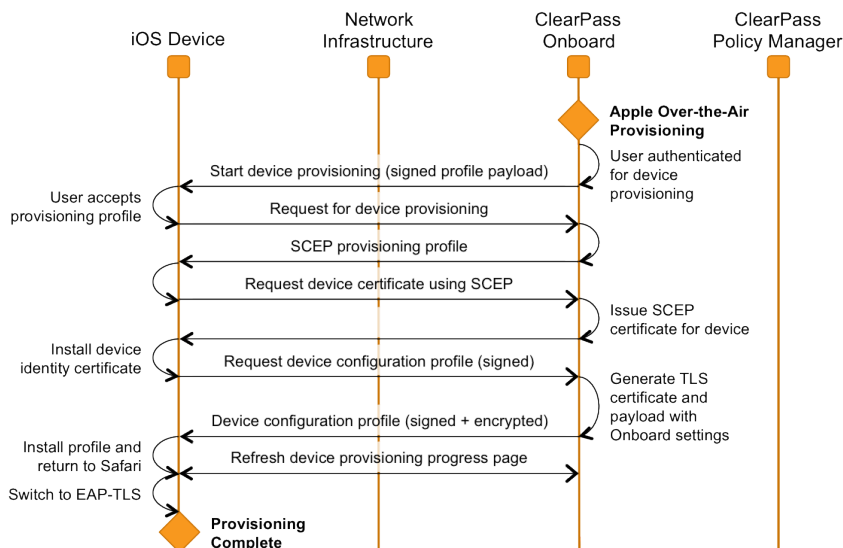 iOS Device
Network
Infrastructure
ClearPass
Onboard
ClearPass
Policy Manager
Apple Over-the-Air
Provisioning
User authenticated
for device
provisioning
Start device provisioning (signed profile payload)
User accepts
provisioning profile
Request for device provisioning
SCEP provisioning profile
Request device certificate using SCEP
Issue SCEP
certificate for device
Install device
identity certificate
Request device configuration profile (signed)
Generate TLS
certificate and
payload with
Onboard settings
Device configuration profile (signed + encrypted)
Install profile and
return to Safari
Refresh device provisioning progress page
Switch to EAP-TLS
Provisioning
Complete